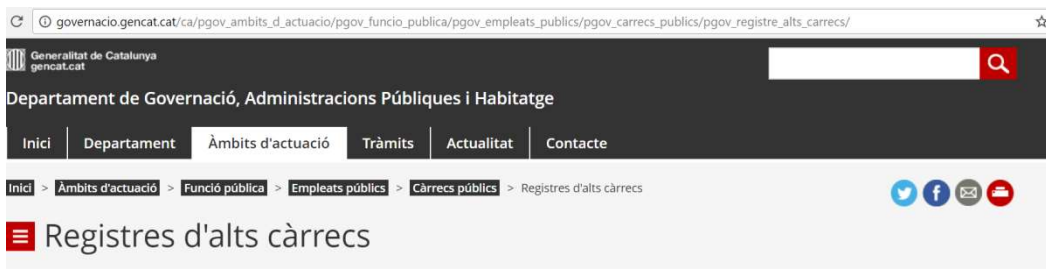 governacio.gencat.cat/ca/pgov_ambits_d_actuacio/pgov_funcio_publica/pgov_empleats_publics/pgov_carrecs_publics/pgov_registre_alts_carrecs/
Generalitat de Catalunya
gencat.cat
Departament de Governació, Administracions Públiques i Habitatge
Inici Departament Àmbits d'actuació Tràmits Actualitat Contacte
Inici > Àmbits d'actuació > Funció pública > Empleats públics > Càrrecs públics > Registres d'alts càrrecs
Registres d'alts càrrecs